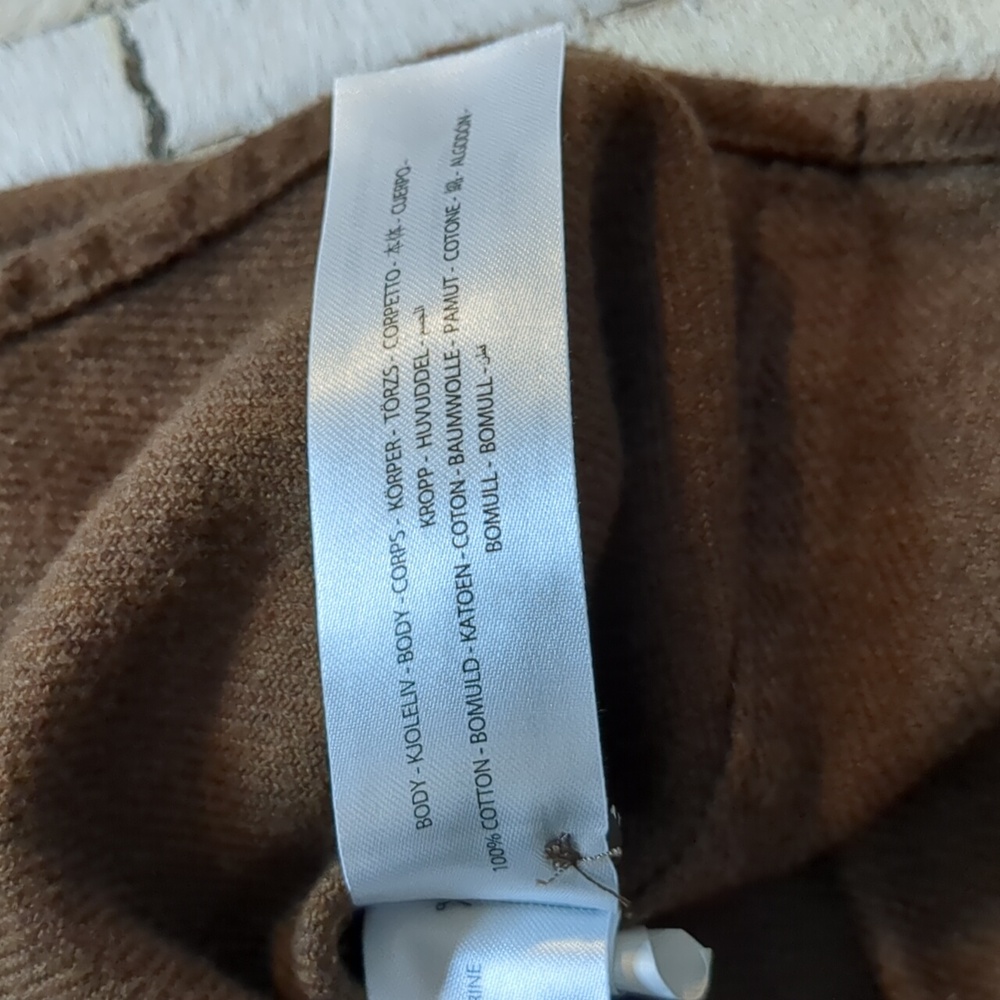 BODY - KJOLELIV - BODY - CORPS - KÖRPER - TÖRZS - CORPETTO - 本体 - CUERPO -
KROPP - HUVUDDEL - الجسم
100% COTTON - BOMULD - KATOEN - COTON - BAUMWOLLE - PAMUT - COTONE - 綿 - ALGODÓN -
BOMULL - BOMULL - قطن
RINE